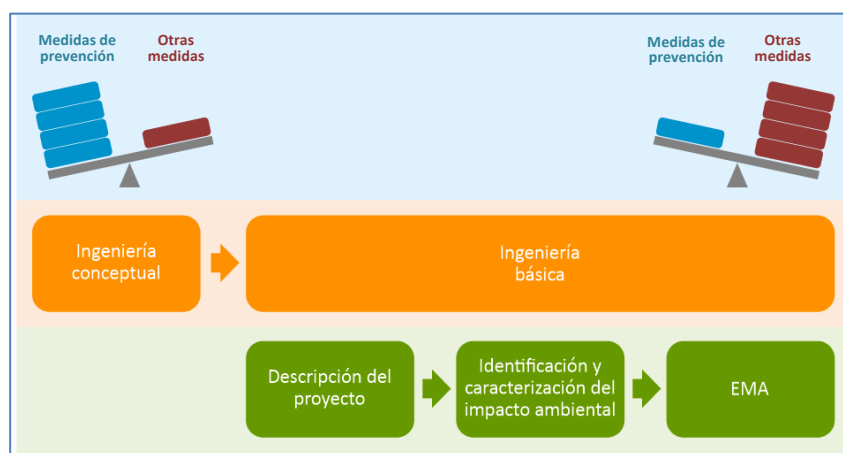 Medidas de
prevención
Otras
medidas
Medidas de
prevención
Otras
medidas
Ingeniería
conceptual
Ingeniería
básica
Descripción del
proyecto
Identificación y
caracterización del
impacto ambiental
EMA